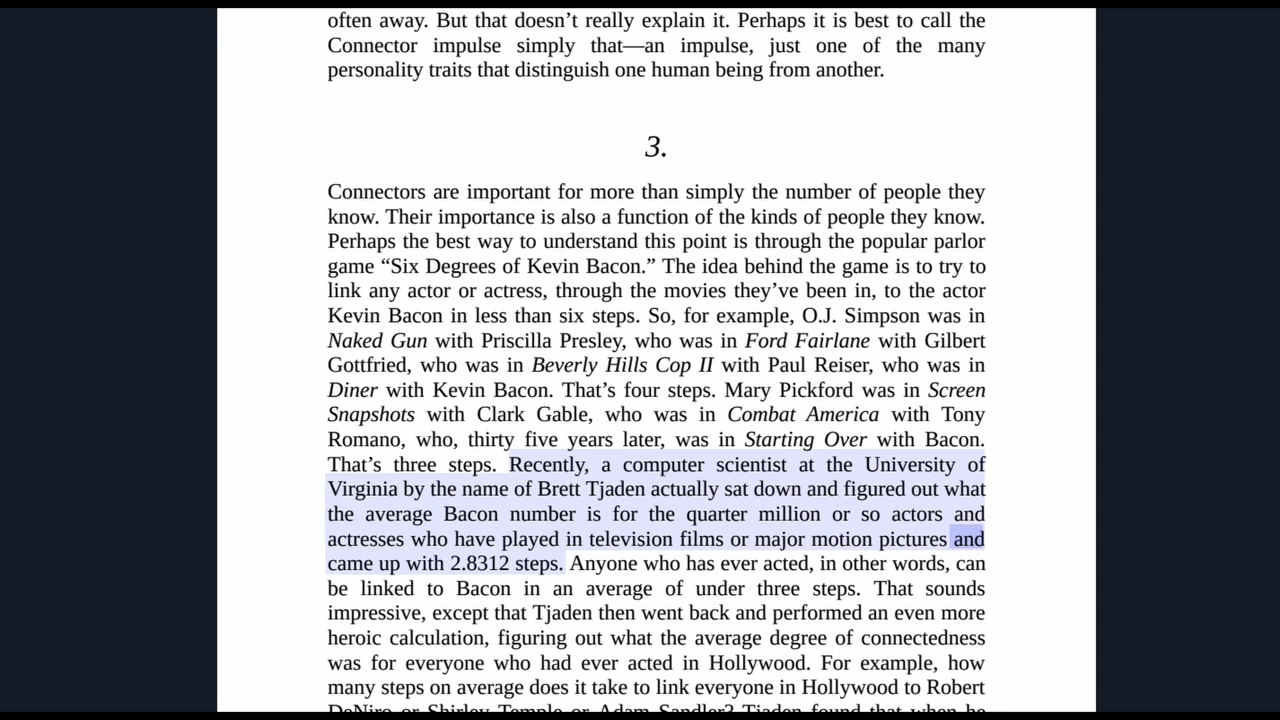 often away. But that doesn’t really explain it. Perhaps it is best to call the
Connector impulse simply that—an impulse, just one of the many
personality traits that distinguish one human being from another.
3.
Connectors are important for more than simply the number of people they
know. Their importance is also a function of the kinds of people they know.
Perhaps the best way to understand this point is through the popular parlor
game “Six Degrees of Kevin Bacon.” The idea behind the game is to try to
link any actor or actress, through the movies they’ve been in, to the actor
Kevin Bacon in less than six steps. So, for example, O.J. Simpson was in
Naked Gun with Priscilla Presley, who was in Ford Fairlane with Gilbert
Gottfried, who was in Beverly Hills Cop II with Paul Reiser, who was in
Diner with Kevin Bacon. That’s four steps. Mary Pickford was in Screen
Snapshots with Clark Gable, who was in Combat America with Tony
Romano, who, thirty five years later, was in Starting Over with Bacon.
That’s three steps. Recently, a computer scientist at the University of
Virginia by the name of Brett Tjaden actually sat down and figured out what
the average Bacon number is for the quarter million or so actors and
actresses who have played in television films or major motion pictures and
came up with 2.8312 steps. Anyone who has ever acted, in other words, can
be linked to Bacon in an average of under three steps. That sounds
impressive, except that Tjaden then went back and performed an even more
heroic calculation, figuring out what the average degree of connectedness
was for everyone who had ever acted in Hollywood. For example, how
many steps on average does it take to link everyone in Hollywood to Robert
DeNiro or Shirley Temple or Adam Sandler? Tjaden found that when he